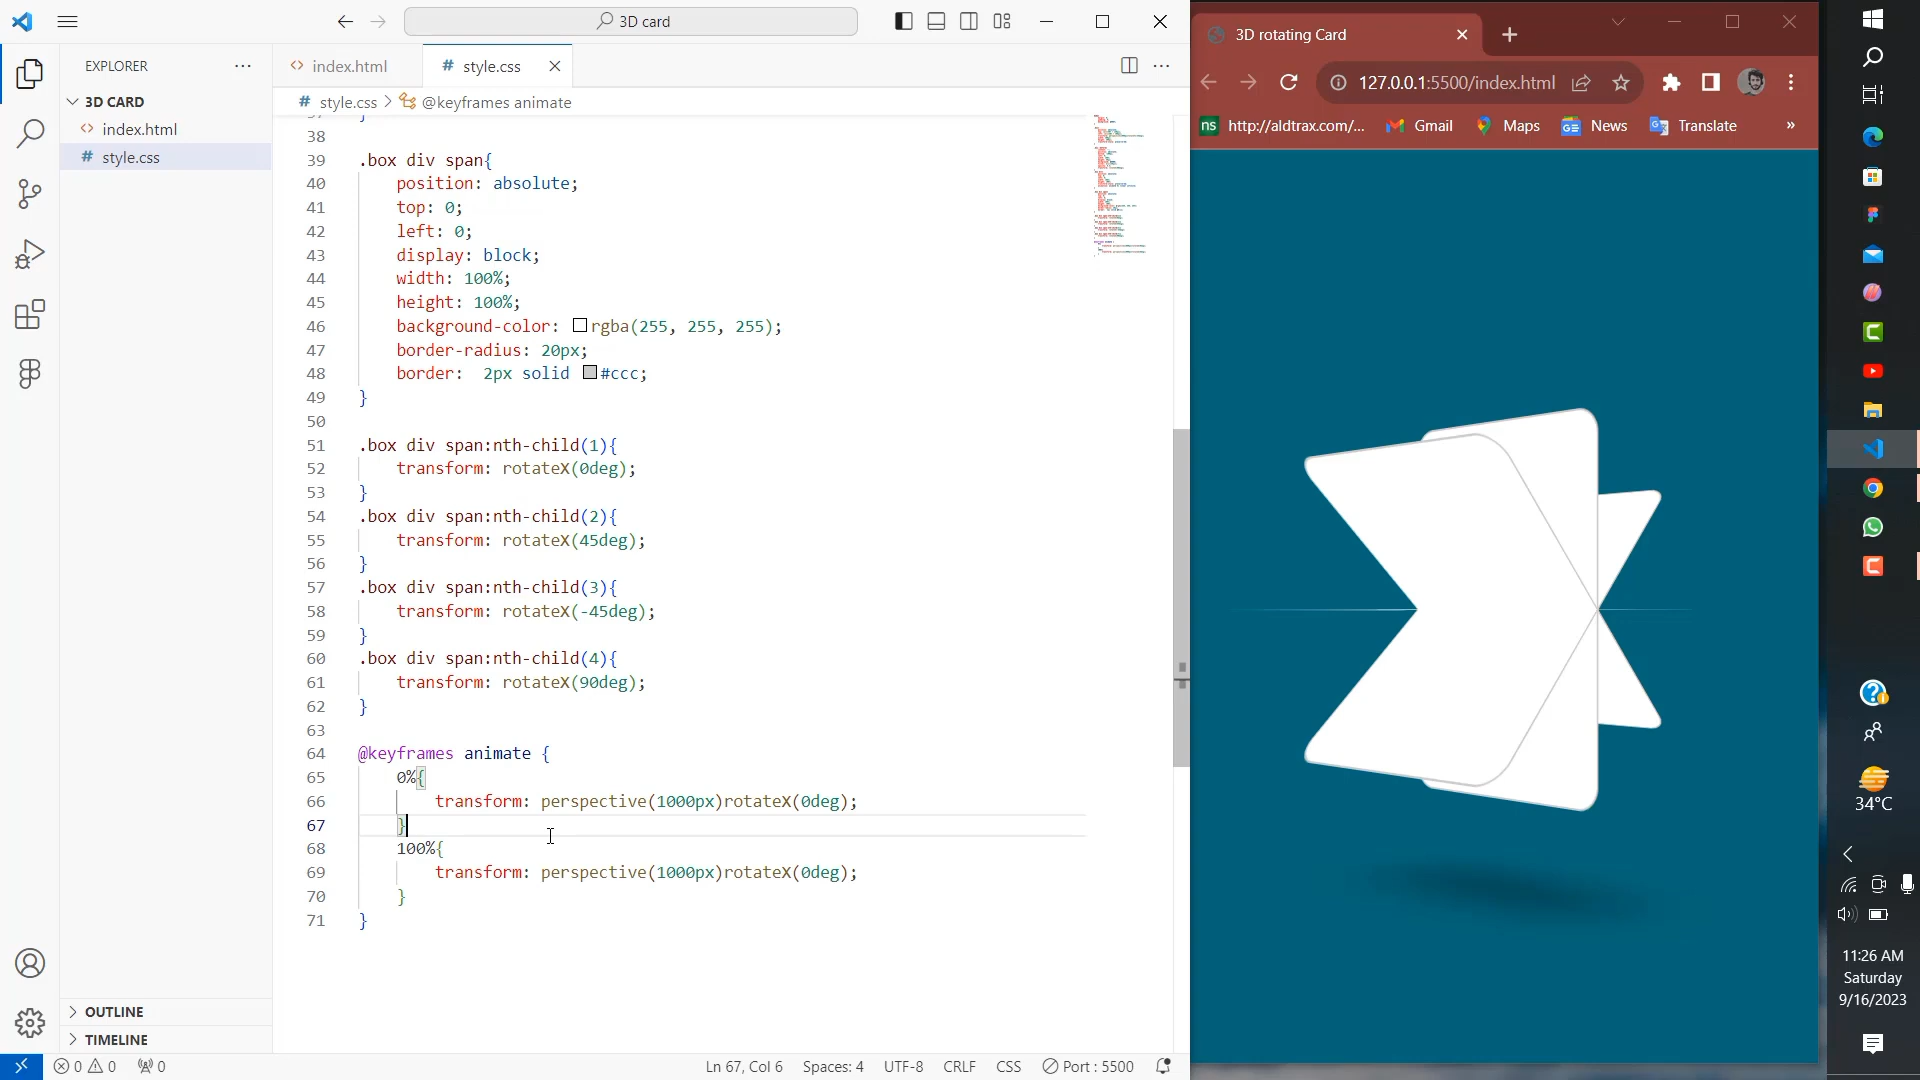 3D card
EXPLORER
3D CARD
index.html
style.css
OUTLINE
TIMELINE
index.html
style.css
style.css > @keyframes animate
37 }
38
39 .box div span{
40 position: absolute;
41 top: 0;
42 left: 0;
43 display: block;
44 width: 100%;
45 height: 100%;
46 background-color: rgba(255, 255, 255);
47 border-radius: 20px;
48 border:  2px solid #ccc;
49 }
50
51 .box div span:nth-child(1){
52 transform: rotateX(0deg);
53 }
54 .box div span:nth-child(2){
55 transform: rotateX(45deg);
56 }
57 .box div span:nth-child(3){
58 transform: rotateX(-45deg);
59 }
60 .box div span:nth-child(4){
61 transform: rotateX(90deg);
62 }
63
64 @keyframes animate {
65 0%{
66 transform: perspective(1000px)rotateX(0deg);
67 }
68 100%{
69 transform: perspective(1000px)rotateX(0deg);
70 }
71 }
0 0 0
Ln 67, Col 6 Spaces: 4 UTF-8 CRLF CSS Port : 5500
3D rotating Card
127.0.0.1:5500/index.html
ns http://aldtrax.com/... Gmail Maps News Translate »
34°C
11:26 AM
Saturday
9/16/2023